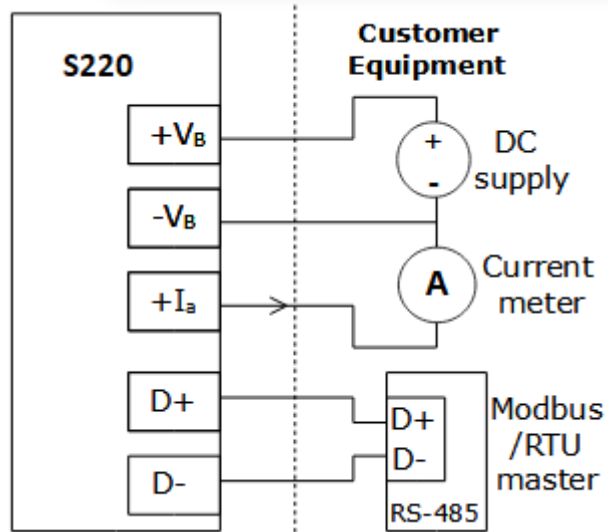 S220
Customer
Equipment
+VB
+
-
DC
supply
-VB
+Ia
A
Current
meter
D+
D-
D+
D-
RS-485
Modbus
/RTU
master